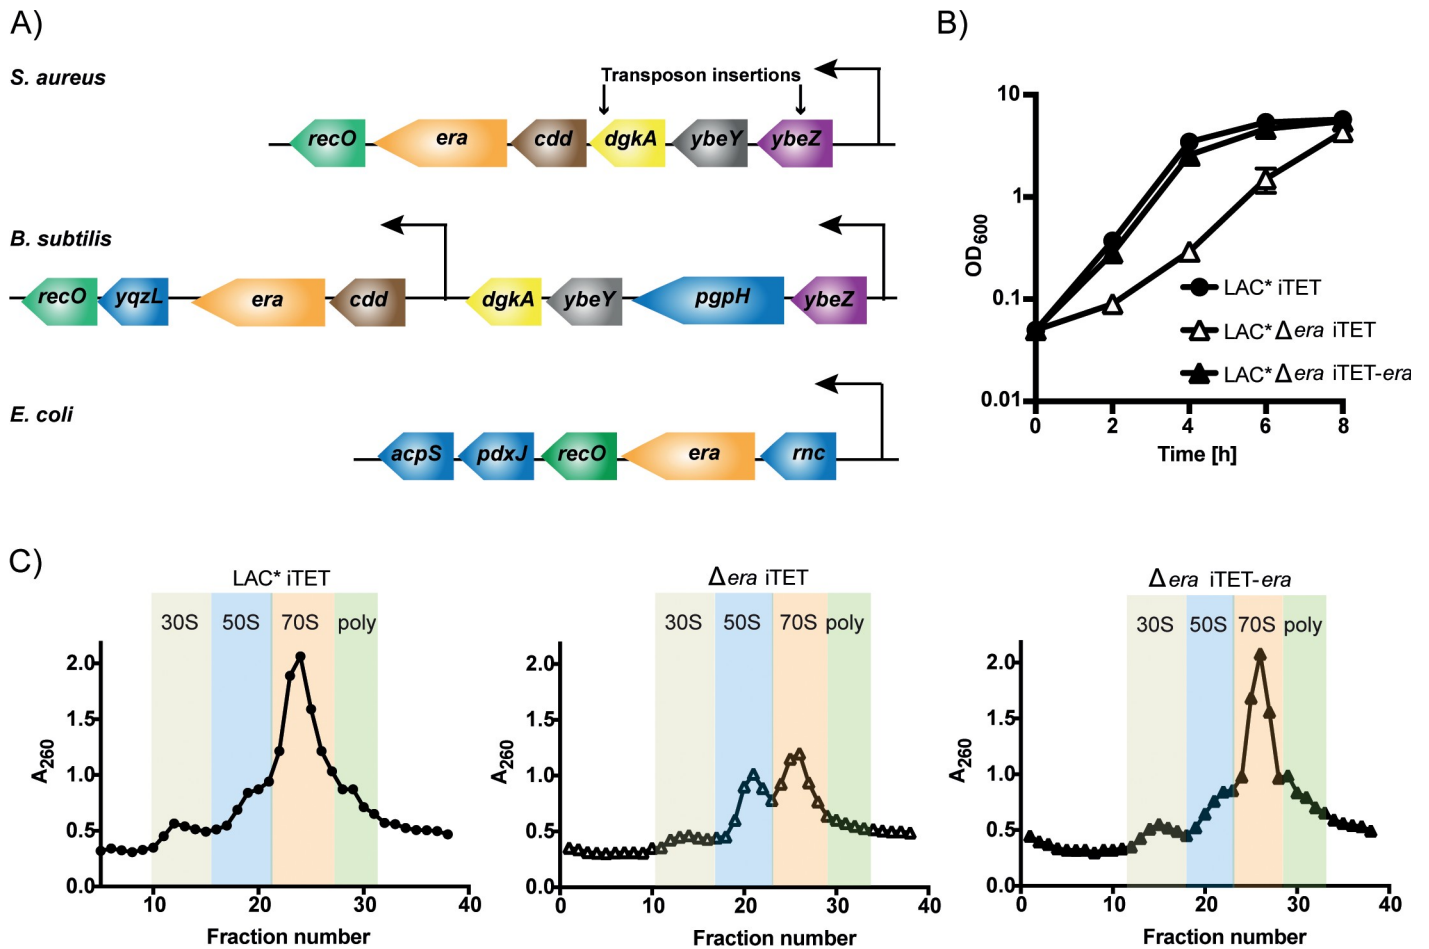 A)
S. aureus
Transposon insertions
recO era cdd dgkA ybeY ybeZ
B. subtilis
recO yqzL era cdd dgkA ybeY pgpH ybeZ
E. coli
acpS pdxJ recO era rnc
B)
10
1
0.1
0.01
OD600
0 2 4 6 8
Time [h]
LAC* iTET
LAC* Δera iTET
LAC* Δera iTET-era
C)
LAC* iTET
30S 50S 70S poly
2.0
1.5
1.0
0.5
0.0
A260
10 20 30 40
Fraction number
Δera iTET
30S 50S 70S poly
2.0
1.5
1.0
0.5
0.0
A260
0 10 20 30 40
Fraction number
Δera iTET-era
30S 50S 70S poly
2.0
1.5
1.0
0.5
0.0
A260
0 10 20 30 40
Fraction number